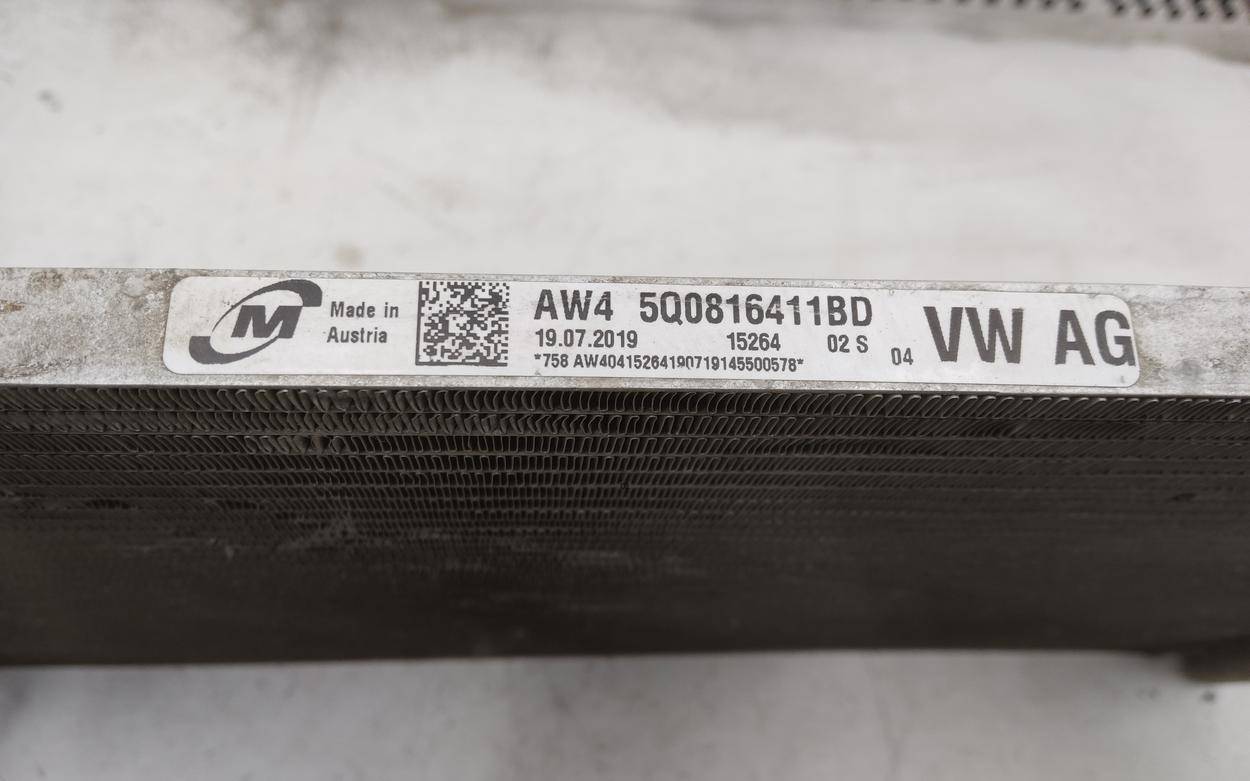 M
Made in
Austria
AW4 5Q0816411BD
19.07.2019 15264 02 S
*758 AW40415264190719145500578*
04
VW AG